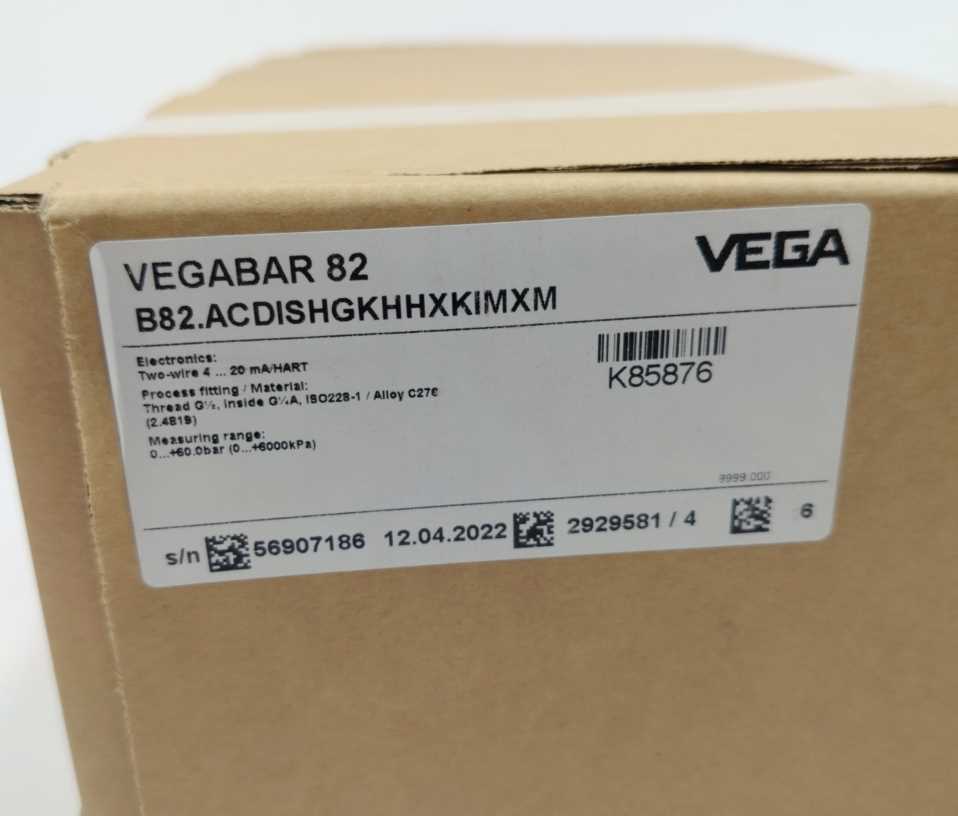 VEGABAR 82
VEGA
B82.ACDISHGKHHXKIMXM
Electronics:
Two-wire 4 ... 20 mA/HART
Process fitting / Material:
Thread G½, inside G¼A, ISO228-1 / Alloy C276
(2.4819)
Measuring range:
0...+60.0bar (0...+6000kPa)
K85876
9999.000
s/n 56907186 12.04.2022 2929581 / 4 6